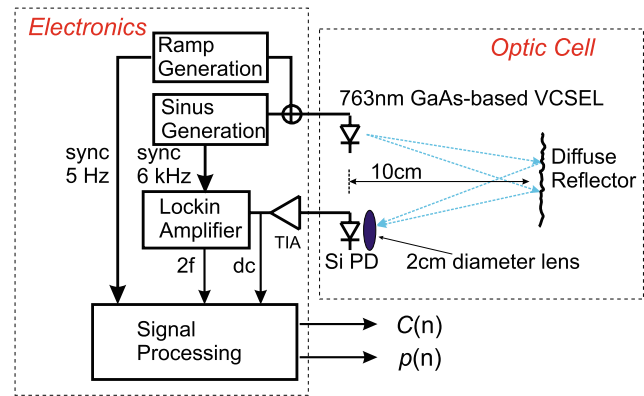 Electronics
Ramp
Generation
Sinus
Generation
sync
5 Hz
sync
6 kHz
Lockin
Amplifier
TIA
2f
dc
Signal
Processing
C(n)
p(n)
Optic Cell
763nm GaAs-based VCSEL
10cm
Diffuse
Reflector
Si PD
2cm diameter lens